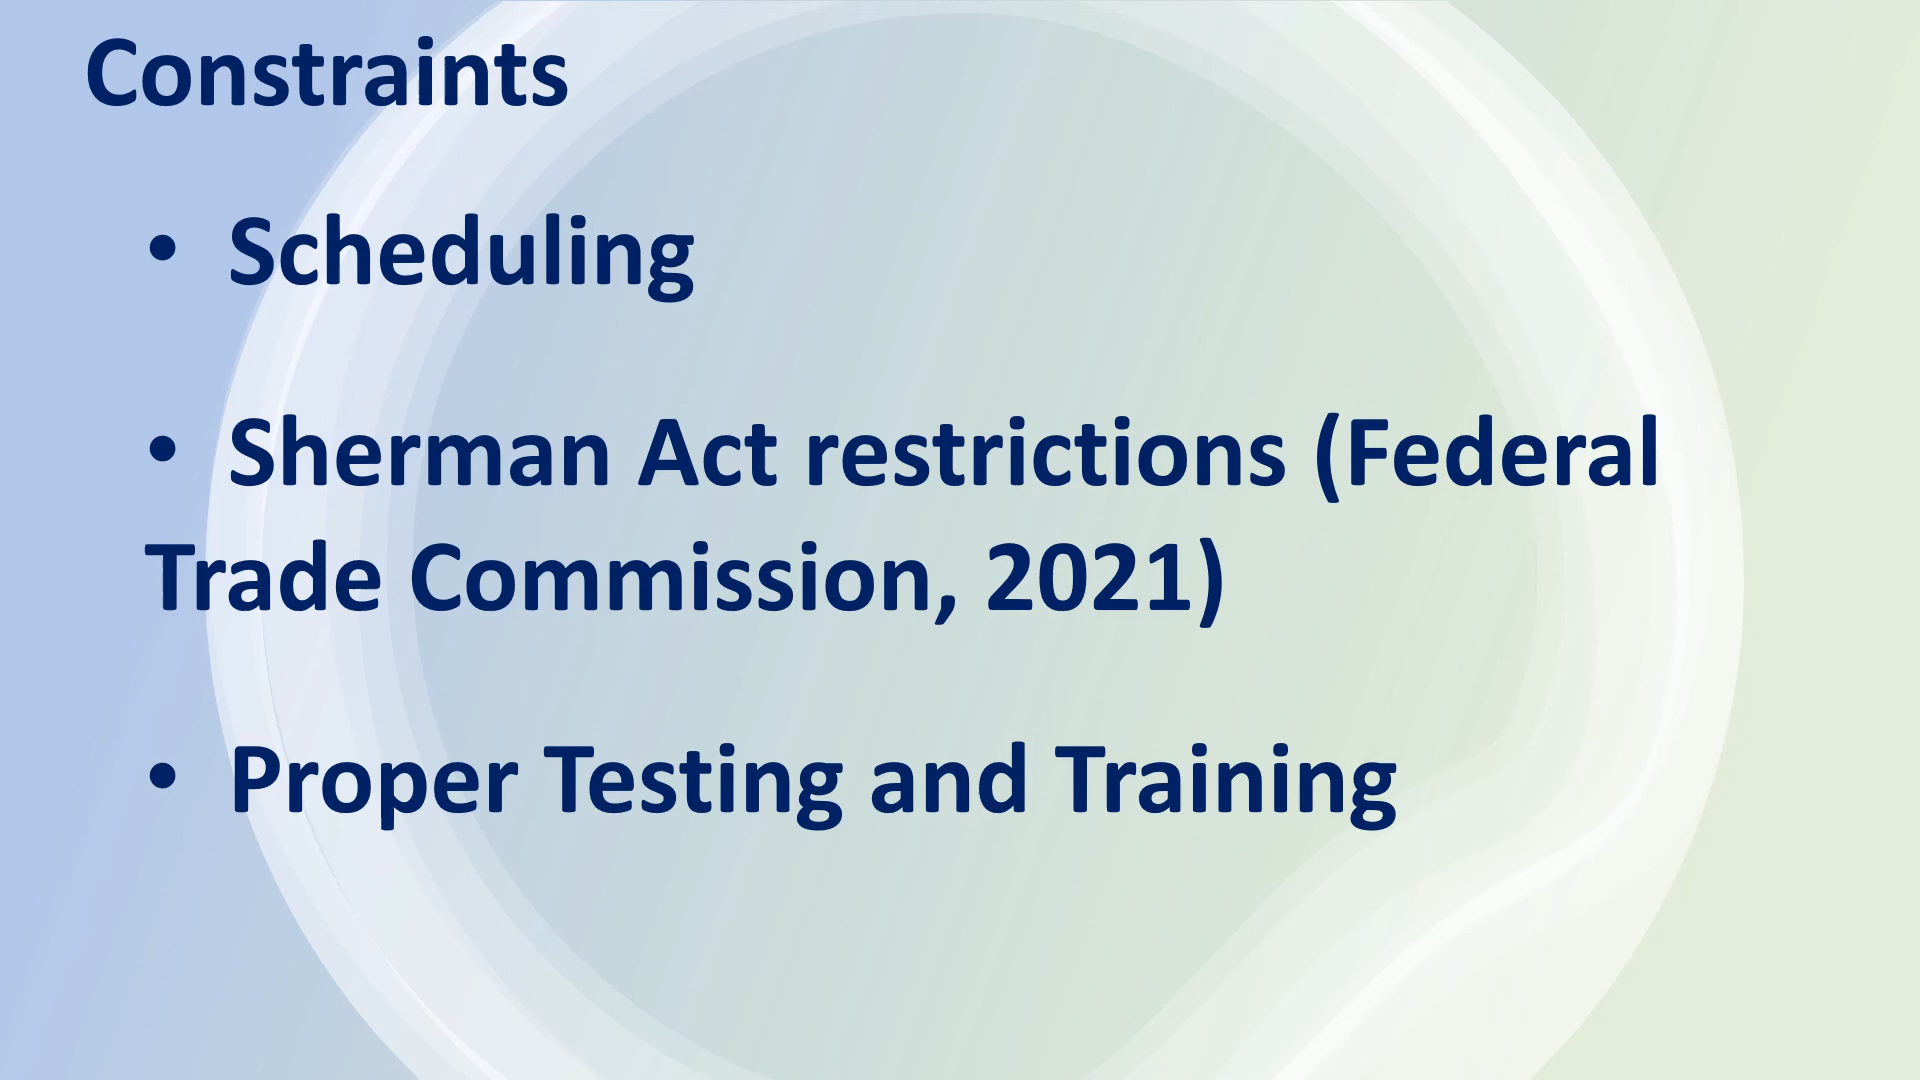 Constraints
• Scheduling
• Sherman Act restrictions (Federal
Trade Commission, 2021)
• Proper Testing and Training